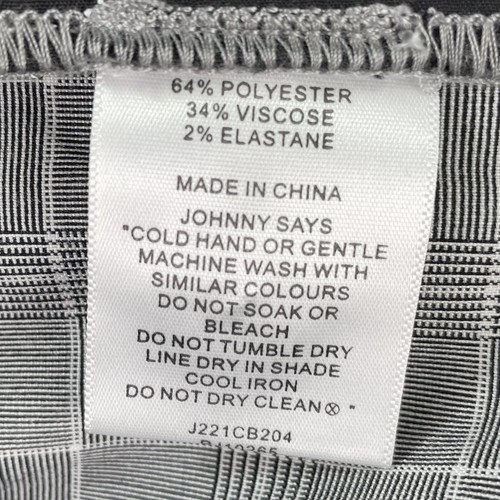 64% POLYESTER
34% VISCOSE
2% ELASTANE
MADE IN CHINA
JOHNNY SAYS
"COLD HAND OR GENTLE
MACHINE WASH WITH
SIMILAR COLOURS
DO NOT SOAK OR
BLEACH
DO NOT TUMBLE DRY
LINE DRY IN SHADE
COOL IRON
DO NOT DRY CLEAN ⓧ "
J221CB204